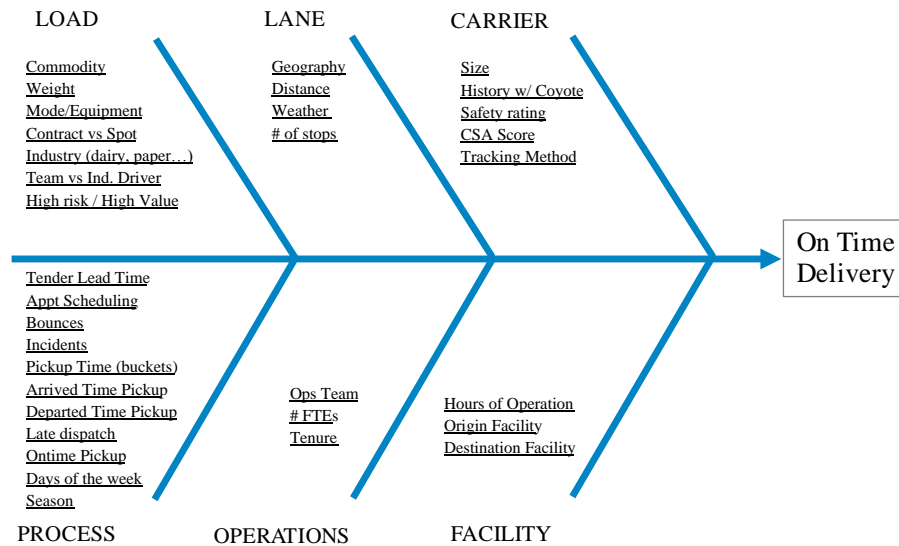 LOAD
Commodity
Weight
Mode/Equipment
Contract vs Spot
Industry (dairy, paper…)
Team vs Ind. Driver
High risk / High Value
LANE
Geography
Distance
Weather
# of stops
CARRIER
Size
History w/ Coyote
Safety rating
CSA Score
Tracking Method
On Time
Delivery
Tender Lead Time
Appt Scheduling
Bounces
Incidents
Pickup Time (buckets)
Arrived Time Pickup
Departed Time Pickup
Late dispatch
Ontime Pickup
Days of the week
Season
PROCESS
Ops Team
# FTEs
Tenure
OPERATIONS
Hours of Operation
Origin Facility
Destination Facility
FACILITY